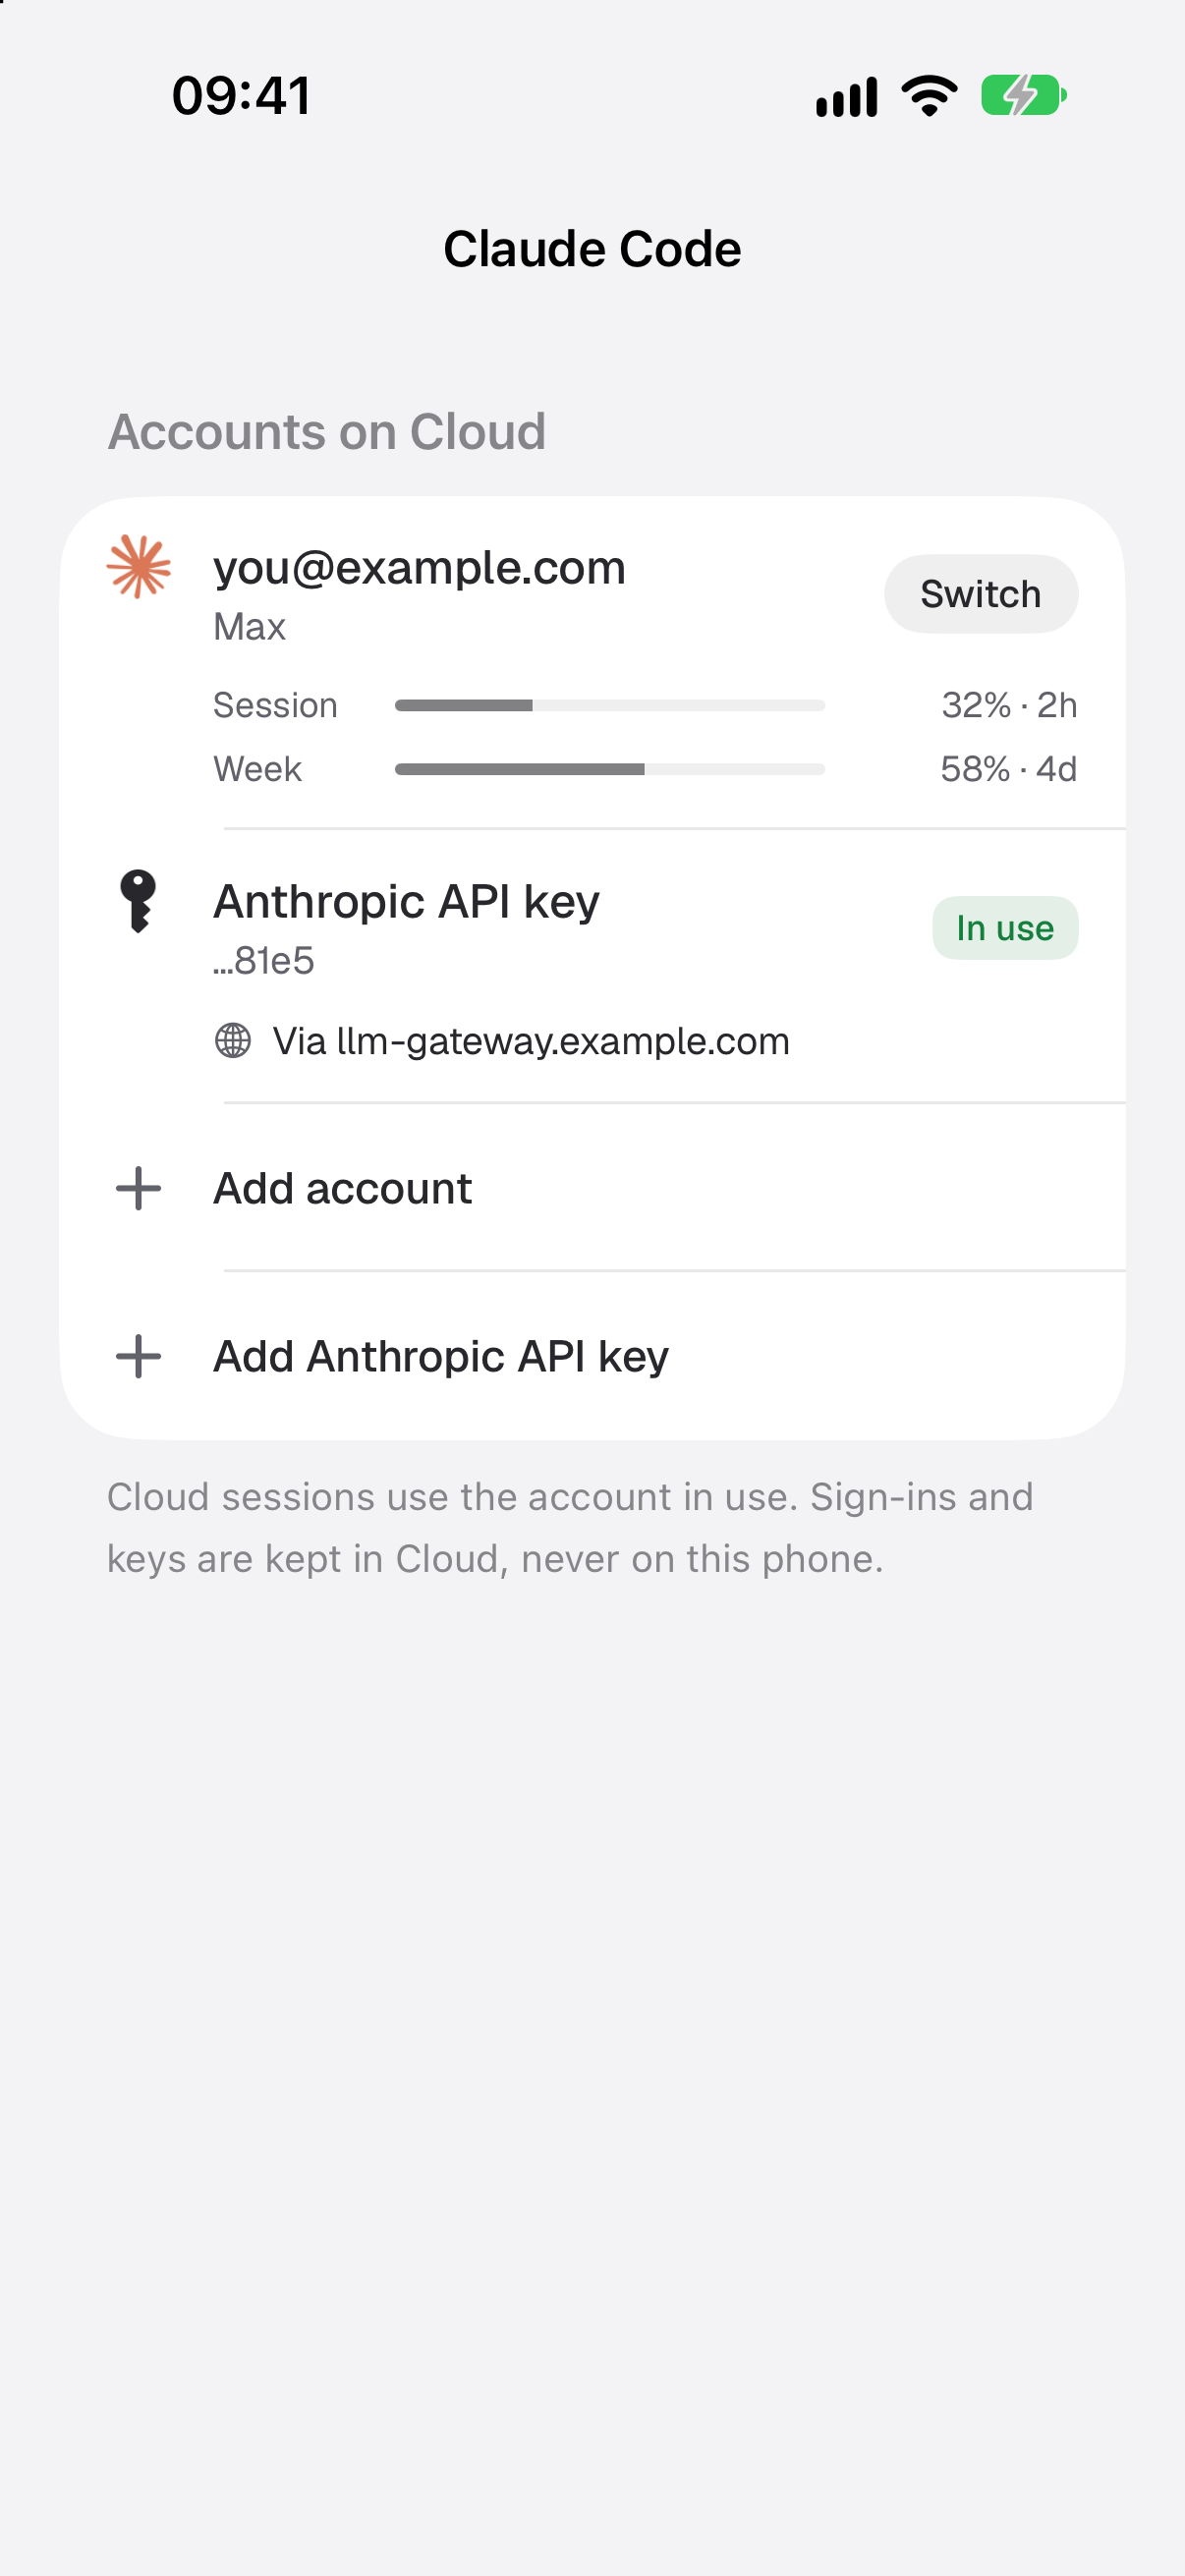 09:41
Claude Code
Accounts on Cloud
you@example.com
Switch
Max
Session 32% · 2h
Week 58% · 4d
Anthropic API key
In use
...81e5
Via llm-gateway.example.com
Add account
Add Anthropic API key
Cloud sessions use the account in use. Sign-ins and
keys are kept in Cloud, never on this phone.